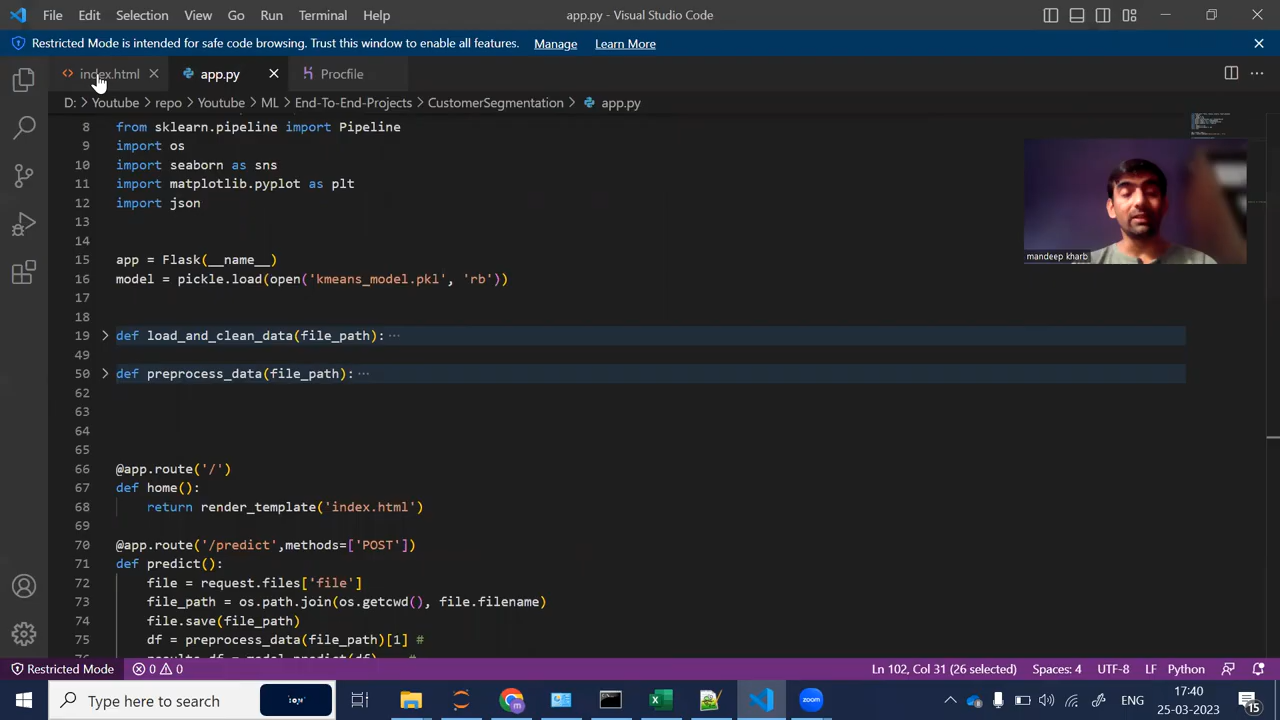 File Edit Selection View Go Run Terminal Help app.py - Visual Studio Code
Restricted Mode is intended for safe code browsing. Trust this window to enable all features. Manage Learn More
index.html app.py Procfile
D: > Youtube > repo > Youtube > ML > End-To-End-Projects > CustomerSegmentation > app.py
8 from sklearn.pipeline import Pipeline
9 import os
10 import seaborn as sns
11 import matplotlib.pyplot as plt
12 import json
13
14
15 app = Flask(__name__)
16 model = pickle.load(open('kmeans_model.pkl', 'rb'))
17
18
19 def load_and_clean_data(file_path): ...
49
50 def preprocess_data(file_path): ...
62
63
64
65
66 @app.route('/')
67 def home():
68 return render_template('index.html')
69
70 @app.route('/predict',methods=['POST'])
71 def predict():
72 file = request.files['file']
73 file_path = os.path.join(os.getcwd(), file.filename)
74 file.save(file_path)
75 df = preprocess_data(file_path)[1] #
76 results_df = model.predict(df) #
mandeep kharb
Restricted Mode 0 0 Ln 102, Col 31 (26 selected) Spaces: 4 UTF-8 LF Python
Type here to search
ENG
17:40
25-03-2023
15